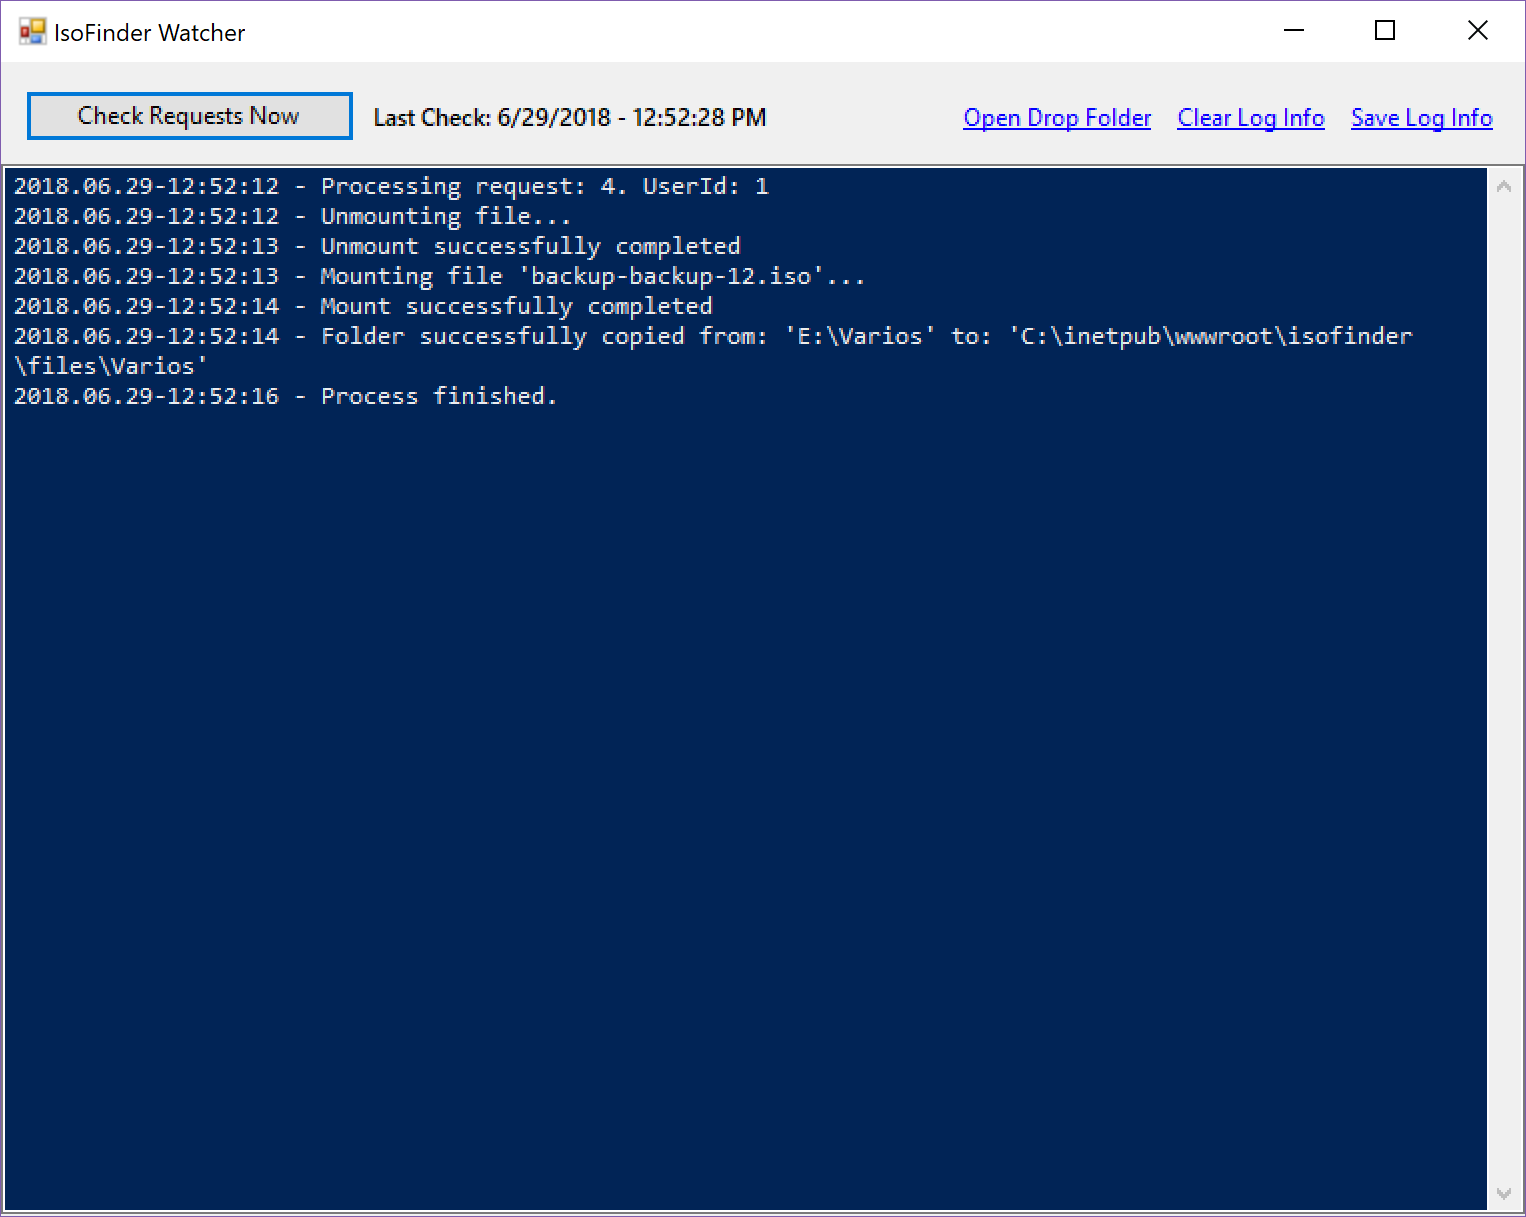 IsoFinder Watcher
Check Requests Now
Last Check: 6/29/2018 - 12:52:28 PM
Open Drop Folder
Clear Log Info
Save Log Info
2018.06.29-12:52:12 - Processing request: 4. UserId: 1
2018.06.29-12:52:12 - Unmounting file...
2018.06.29-12:52:13 - Unmount successfully completed
2018.06.29-12:52:13 - Mounting file 'backup-backup-12.iso'...
2018.06.29-12:52:14 - Mount successfully completed
2018.06.29-12:52:14 - Folder successfully copied from: 'E:\Varios' to: 'C:\inetpub\wwwroot\isofinder
\files\Varios'
2018.06.29-12:52:16 - Process finished.